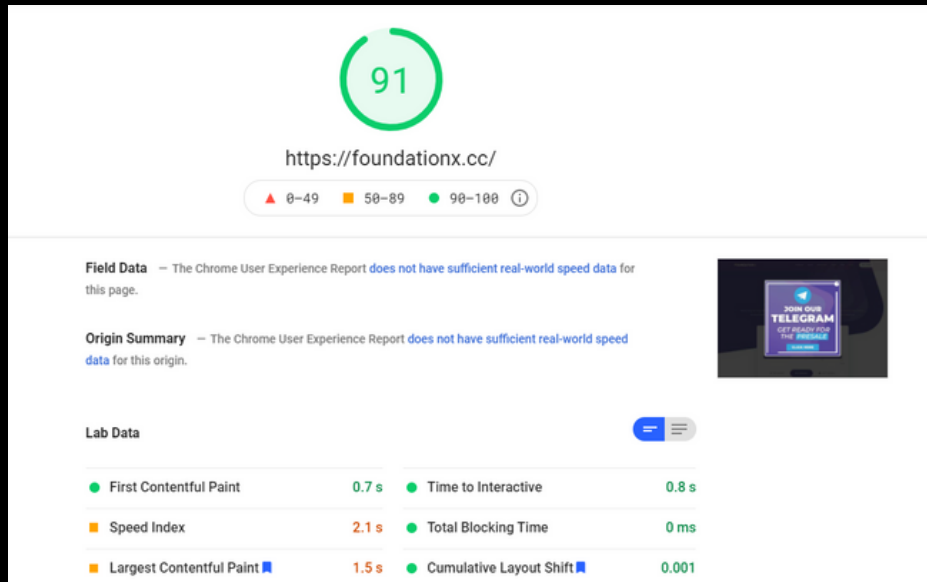 91
https://foundationx.cc/
0–49 50–89 90–100
Field Data — The Chrome User Experience Report does not have sufficient real-world speed data for
this page.
Origin Summary — The Chrome User Experience Report does not have sufficient real-world speed
data for this origin.
JOIN OUR
TELEGRAM
GET READY FOR
THE PRESALE
Lab Data
First Contentful Paint 0.7 s
Time to Interactive 0.8 s
Speed Index 2.1 s
Total Blocking Time 0 ms
Largest Contentful Paint 1.5 s
Cumulative Layout Shift 0.001